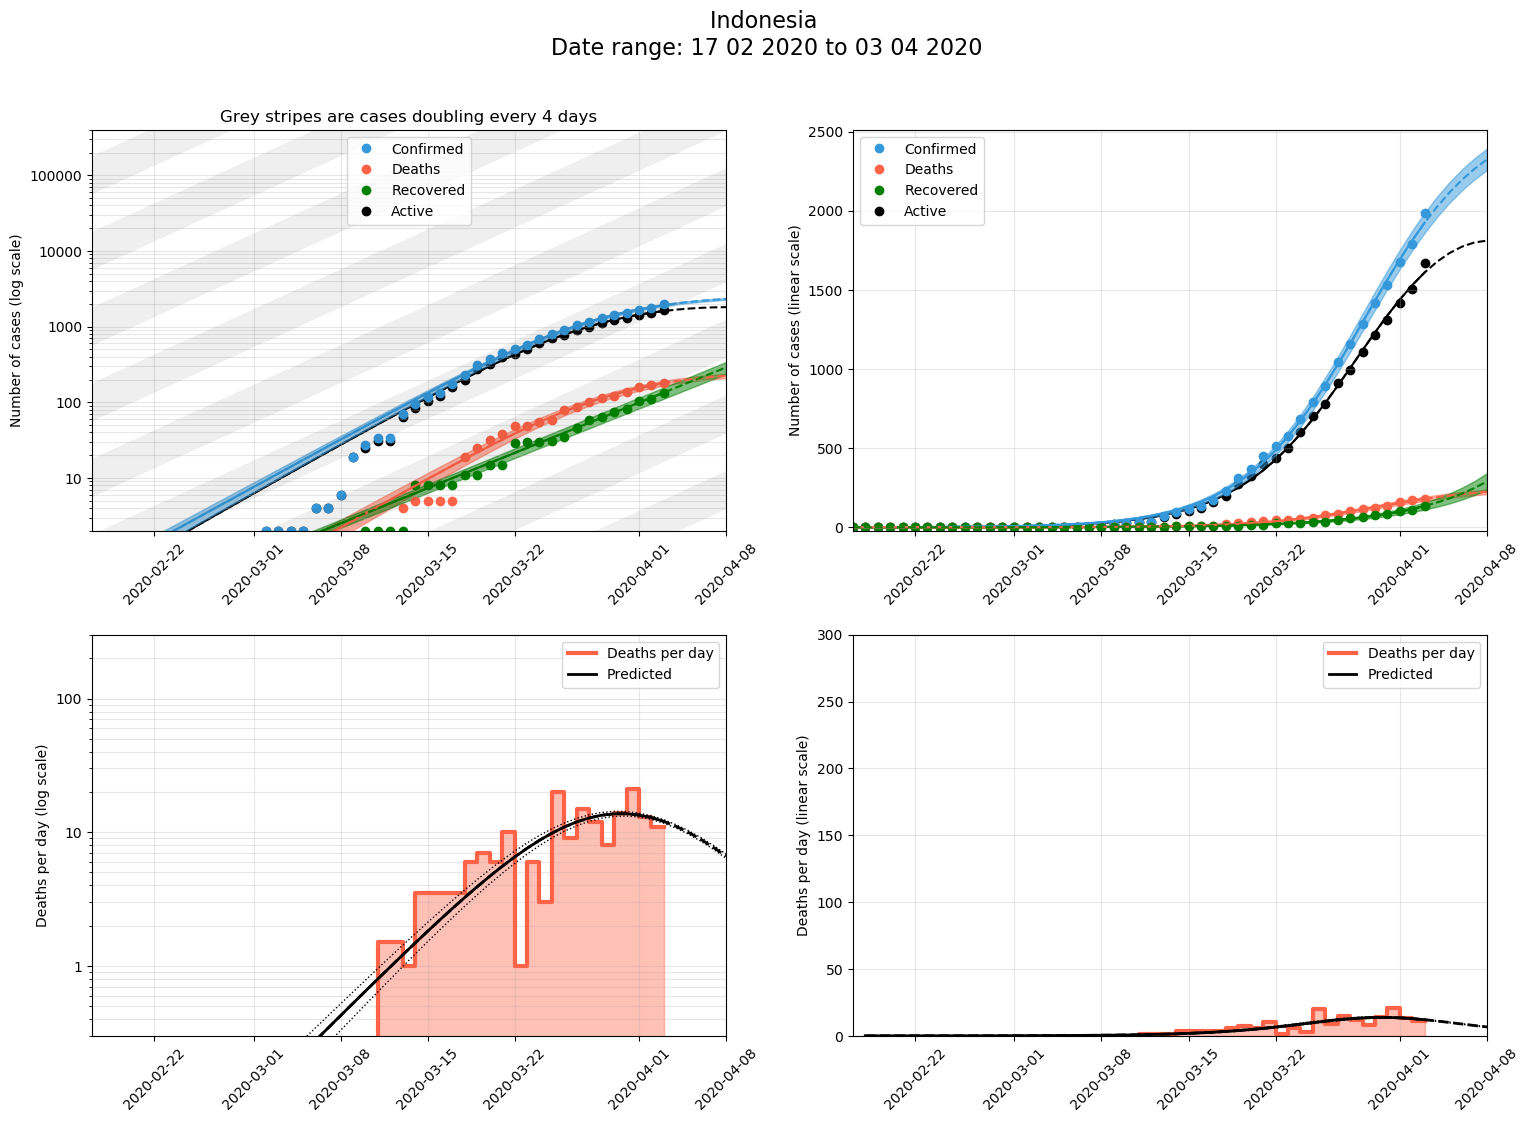 Indonesia
Date range: 17 02 2020 to 03 04 2020
Grey stripes are cases doubling every 4 days
Number of cases (log scale)
100000
10000
1000
100
10
Confirmed
Deaths
Recovered
Active
2020-02-22
2020-03-01
2020-03-08
2020-03-15
2020-03-22
2020-04-01
2020-04-08
Number of cases (linear scale)
2500
2000
1500
1000
500
0
Confirmed
Deaths
Recovered
Active
2020-02-22
2020-03-01
2020-03-08
2020-03-15
2020-03-22
2020-04-01
2020-04-08
Deaths per day (log scale)
100
10
1
Deaths per day
Predicted
2020-02-22
2020-03-01
2020-03-08
2020-03-15
2020-03-22
2020-04-01
2020-04-08
Deaths per day (linear scale)
300
250
200
150
100
50
0
Deaths per day
Predicted
2020-02-22
2020-03-01
2020-03-08
2020-03-15
2020-03-22
2020-04-01
2020-04-08